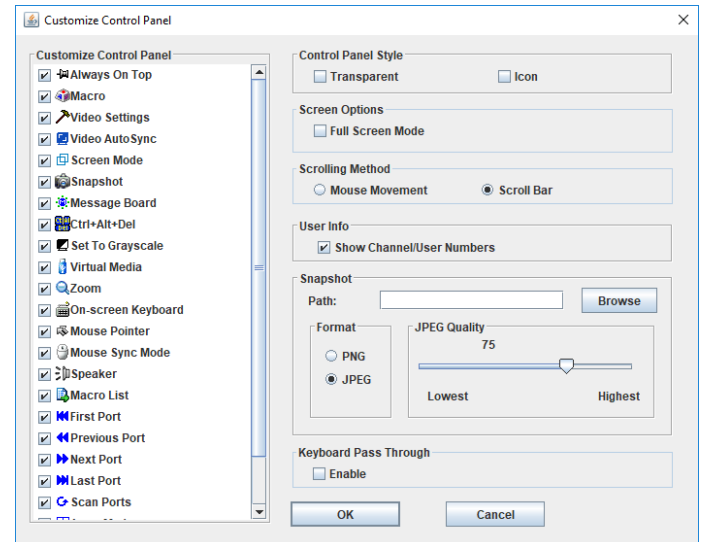 Customize Control Panel
Customize Control Panel
Always On Top
Macro
Video Settings
Video AutoSync
Screen Mode
Snapshot
Message Board
Ctrl+Alt+Del
Set To Grayscale
Virtual Media
Zoom
On-screen Keyboard
Mouse Pointer
Mouse Sync Mode
Speaker
Macro List
First Port
Previous Port
Next Port
Last Port
Scan Ports
Control Panel Style
Transparent Icon
Screen Options
Full Screen Mode
Scrolling Method
Mouse Movement Scroll Bar
User Info
Show Channel/User Numbers
Snapshot
Path: Browse
Format
PNG
JPEG
JPEG Quality
75
Lowest Highest
Keyboard Pass Through
Enable
OK Cancel